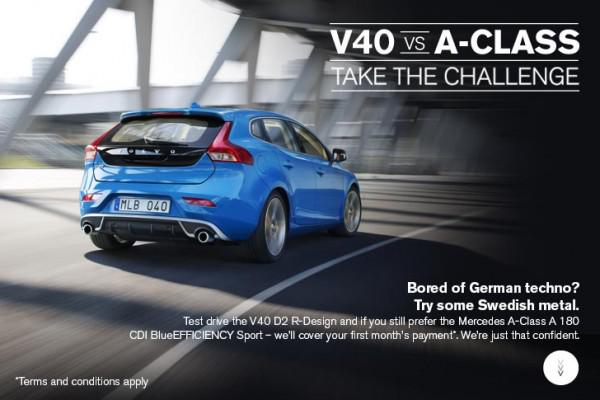 V40 VS A-CLASS
TAKE THE CHALLENGE
VOLVO
MLB 040
Bored of German techno?
Try some Swedish metal.
Test drive the V40 D2 R-Design and if you still prefer the Mercedes A-Class A 180
CDI BlueEFFICIENCY Sport – we'll cover your first month's payment*. We're just that confident.
*Terms and conditions apply